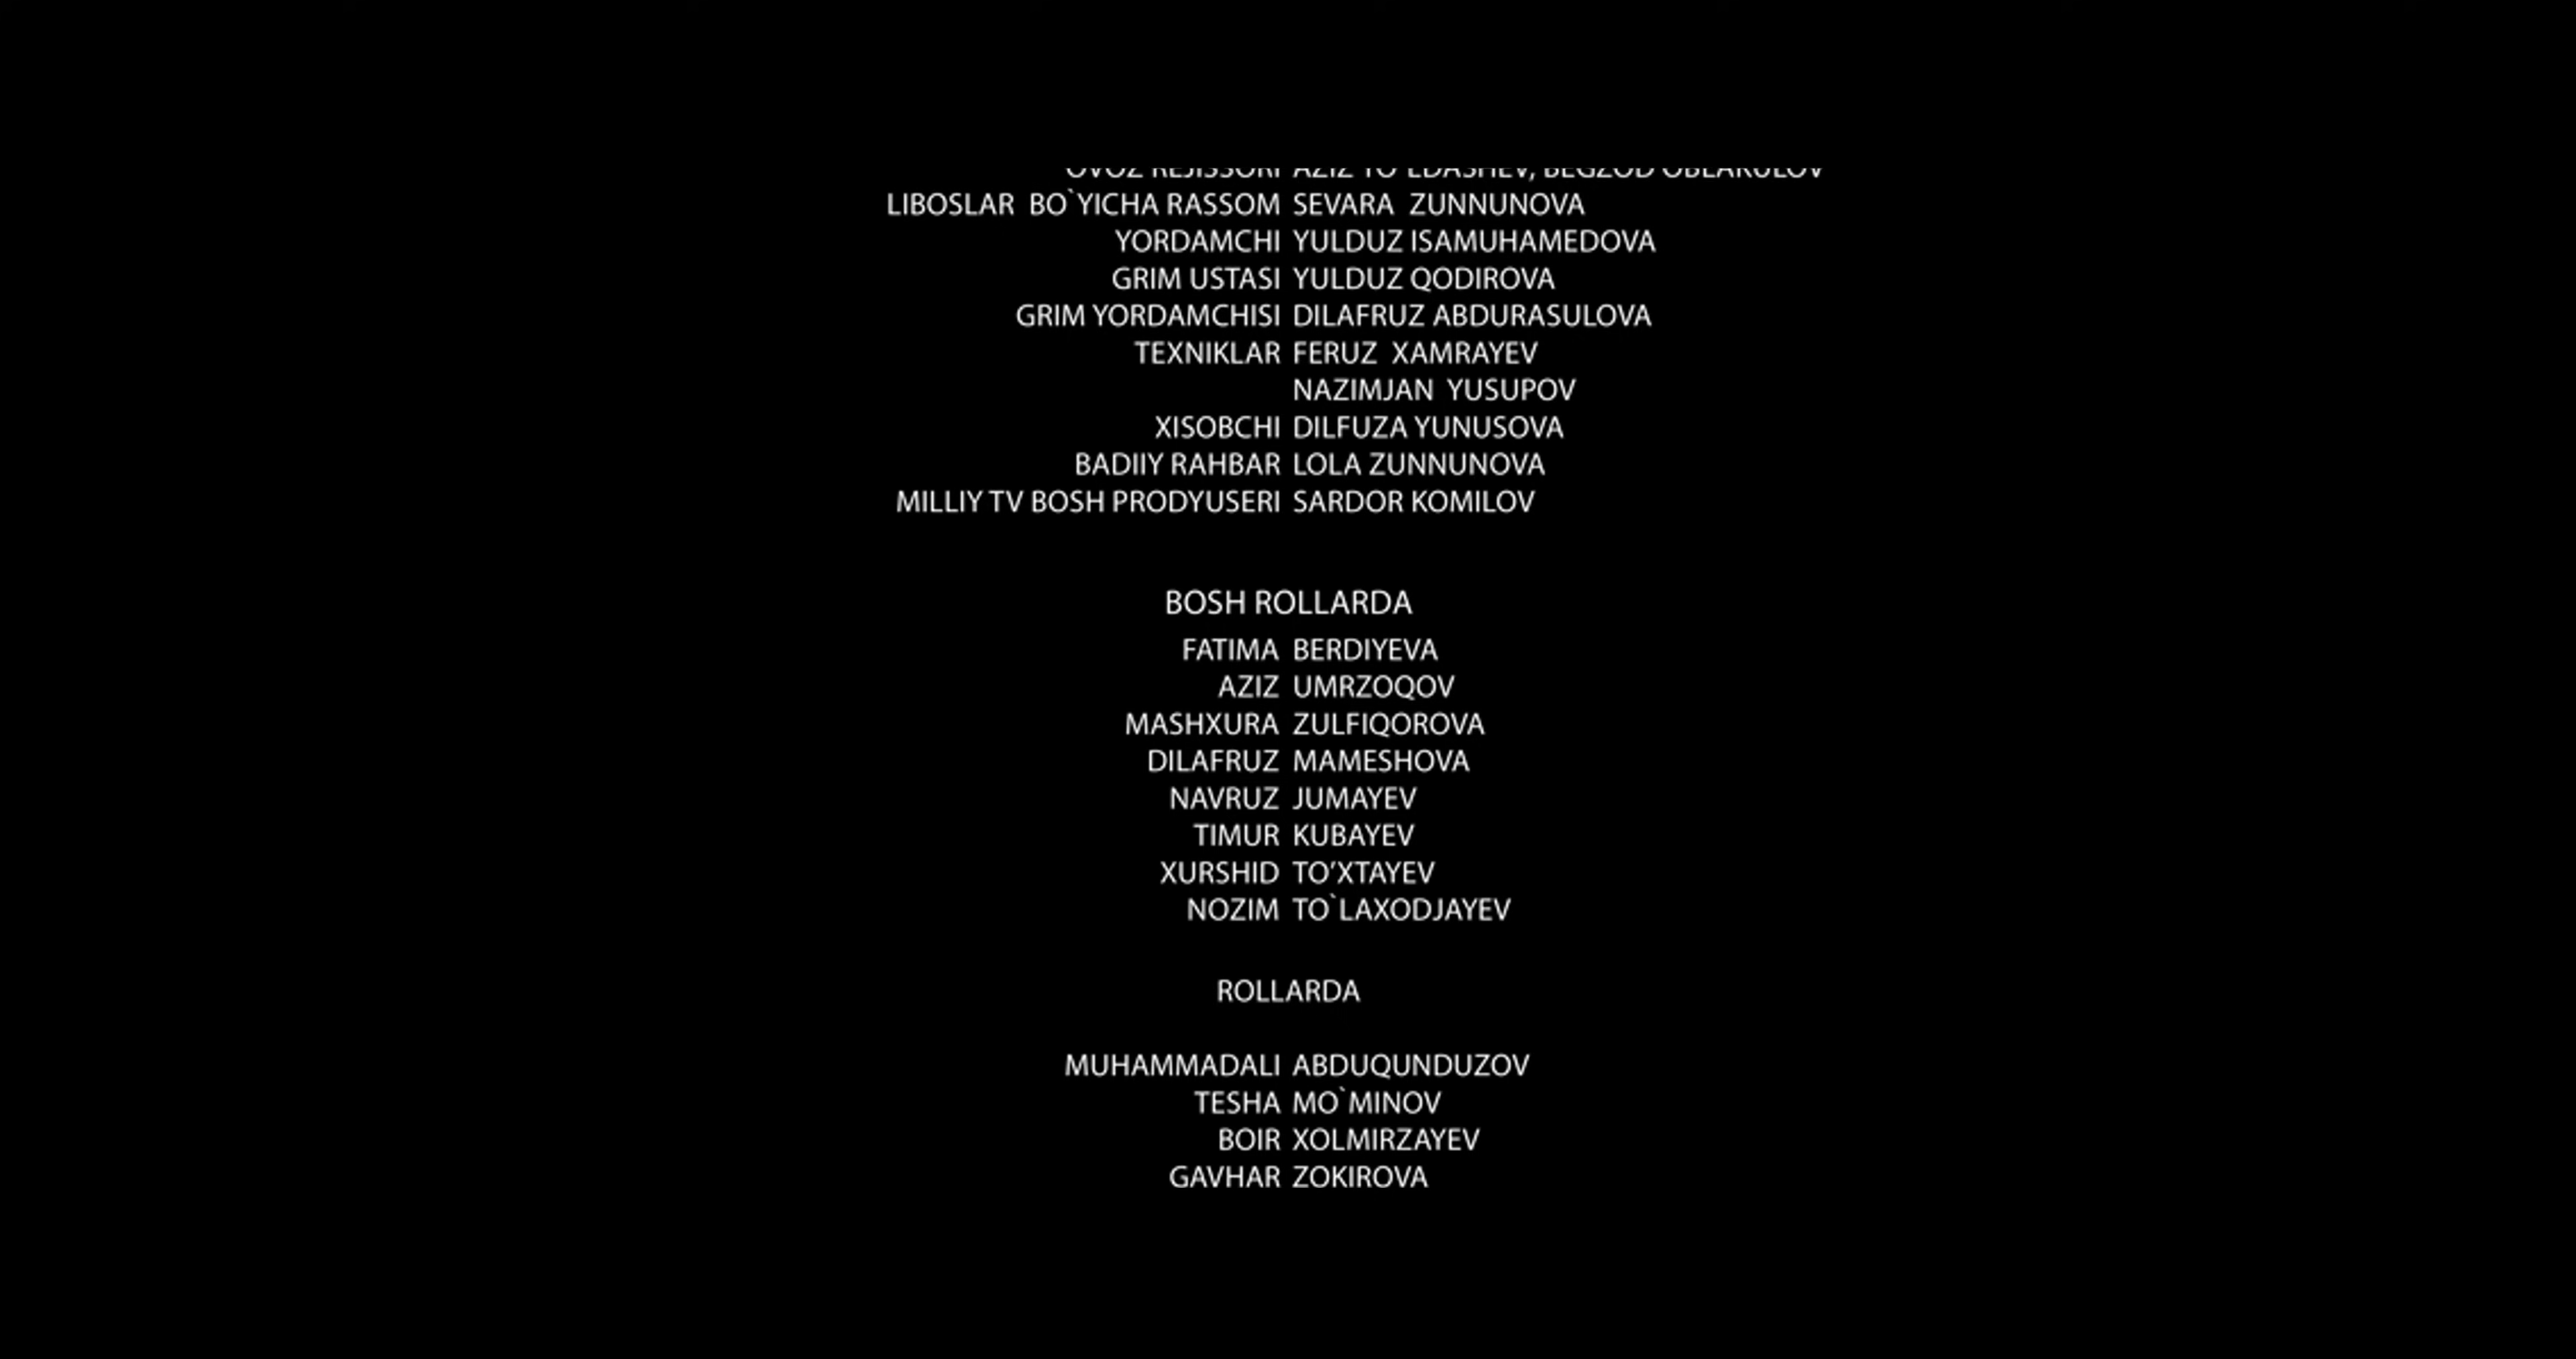 OVOZ REJISSORI AZIZ
LIBOSLAR BO`YICHA RASSOM SEVARA ZUNNUNOVA
YORDAMCHI YULDUZ ISAMUHAMEDOVA
GRIM USTASI YULDUZ QODIROVA
GRIM YORDAMCHISI DILAFRUZ ABDURASULOVA
TEXNIKLAR FERUZ XAMRAYEV
NAZIMJAN YUSUPOV
XISOBCHI DILFUZA YUNUSOVA
BADIIY RAHBAR LOLA ZUNNUNOVA
MILLIY TV BOSH PRODYUSERI SARDOR KOMILOV
BOSH ROLLARDA
FATIMA BERDIYEVA
AZIZ UMRZOQOV
MASHXURA ZULFIQOROVA
DILAFRUZ MAMESHOVA
NAVRUZ JUMAYEV
TIMUR KUBAYEV
XURSHID TO’XTAYEV
NOZIM TO`LAXODJAYEV
ROLLARDA
MUHAMMADALI ABDUQUNDUZOV
TESHA MO`MINOV
BOIR XOLMIRZAYEV
GAVHAR ZOKIROVA